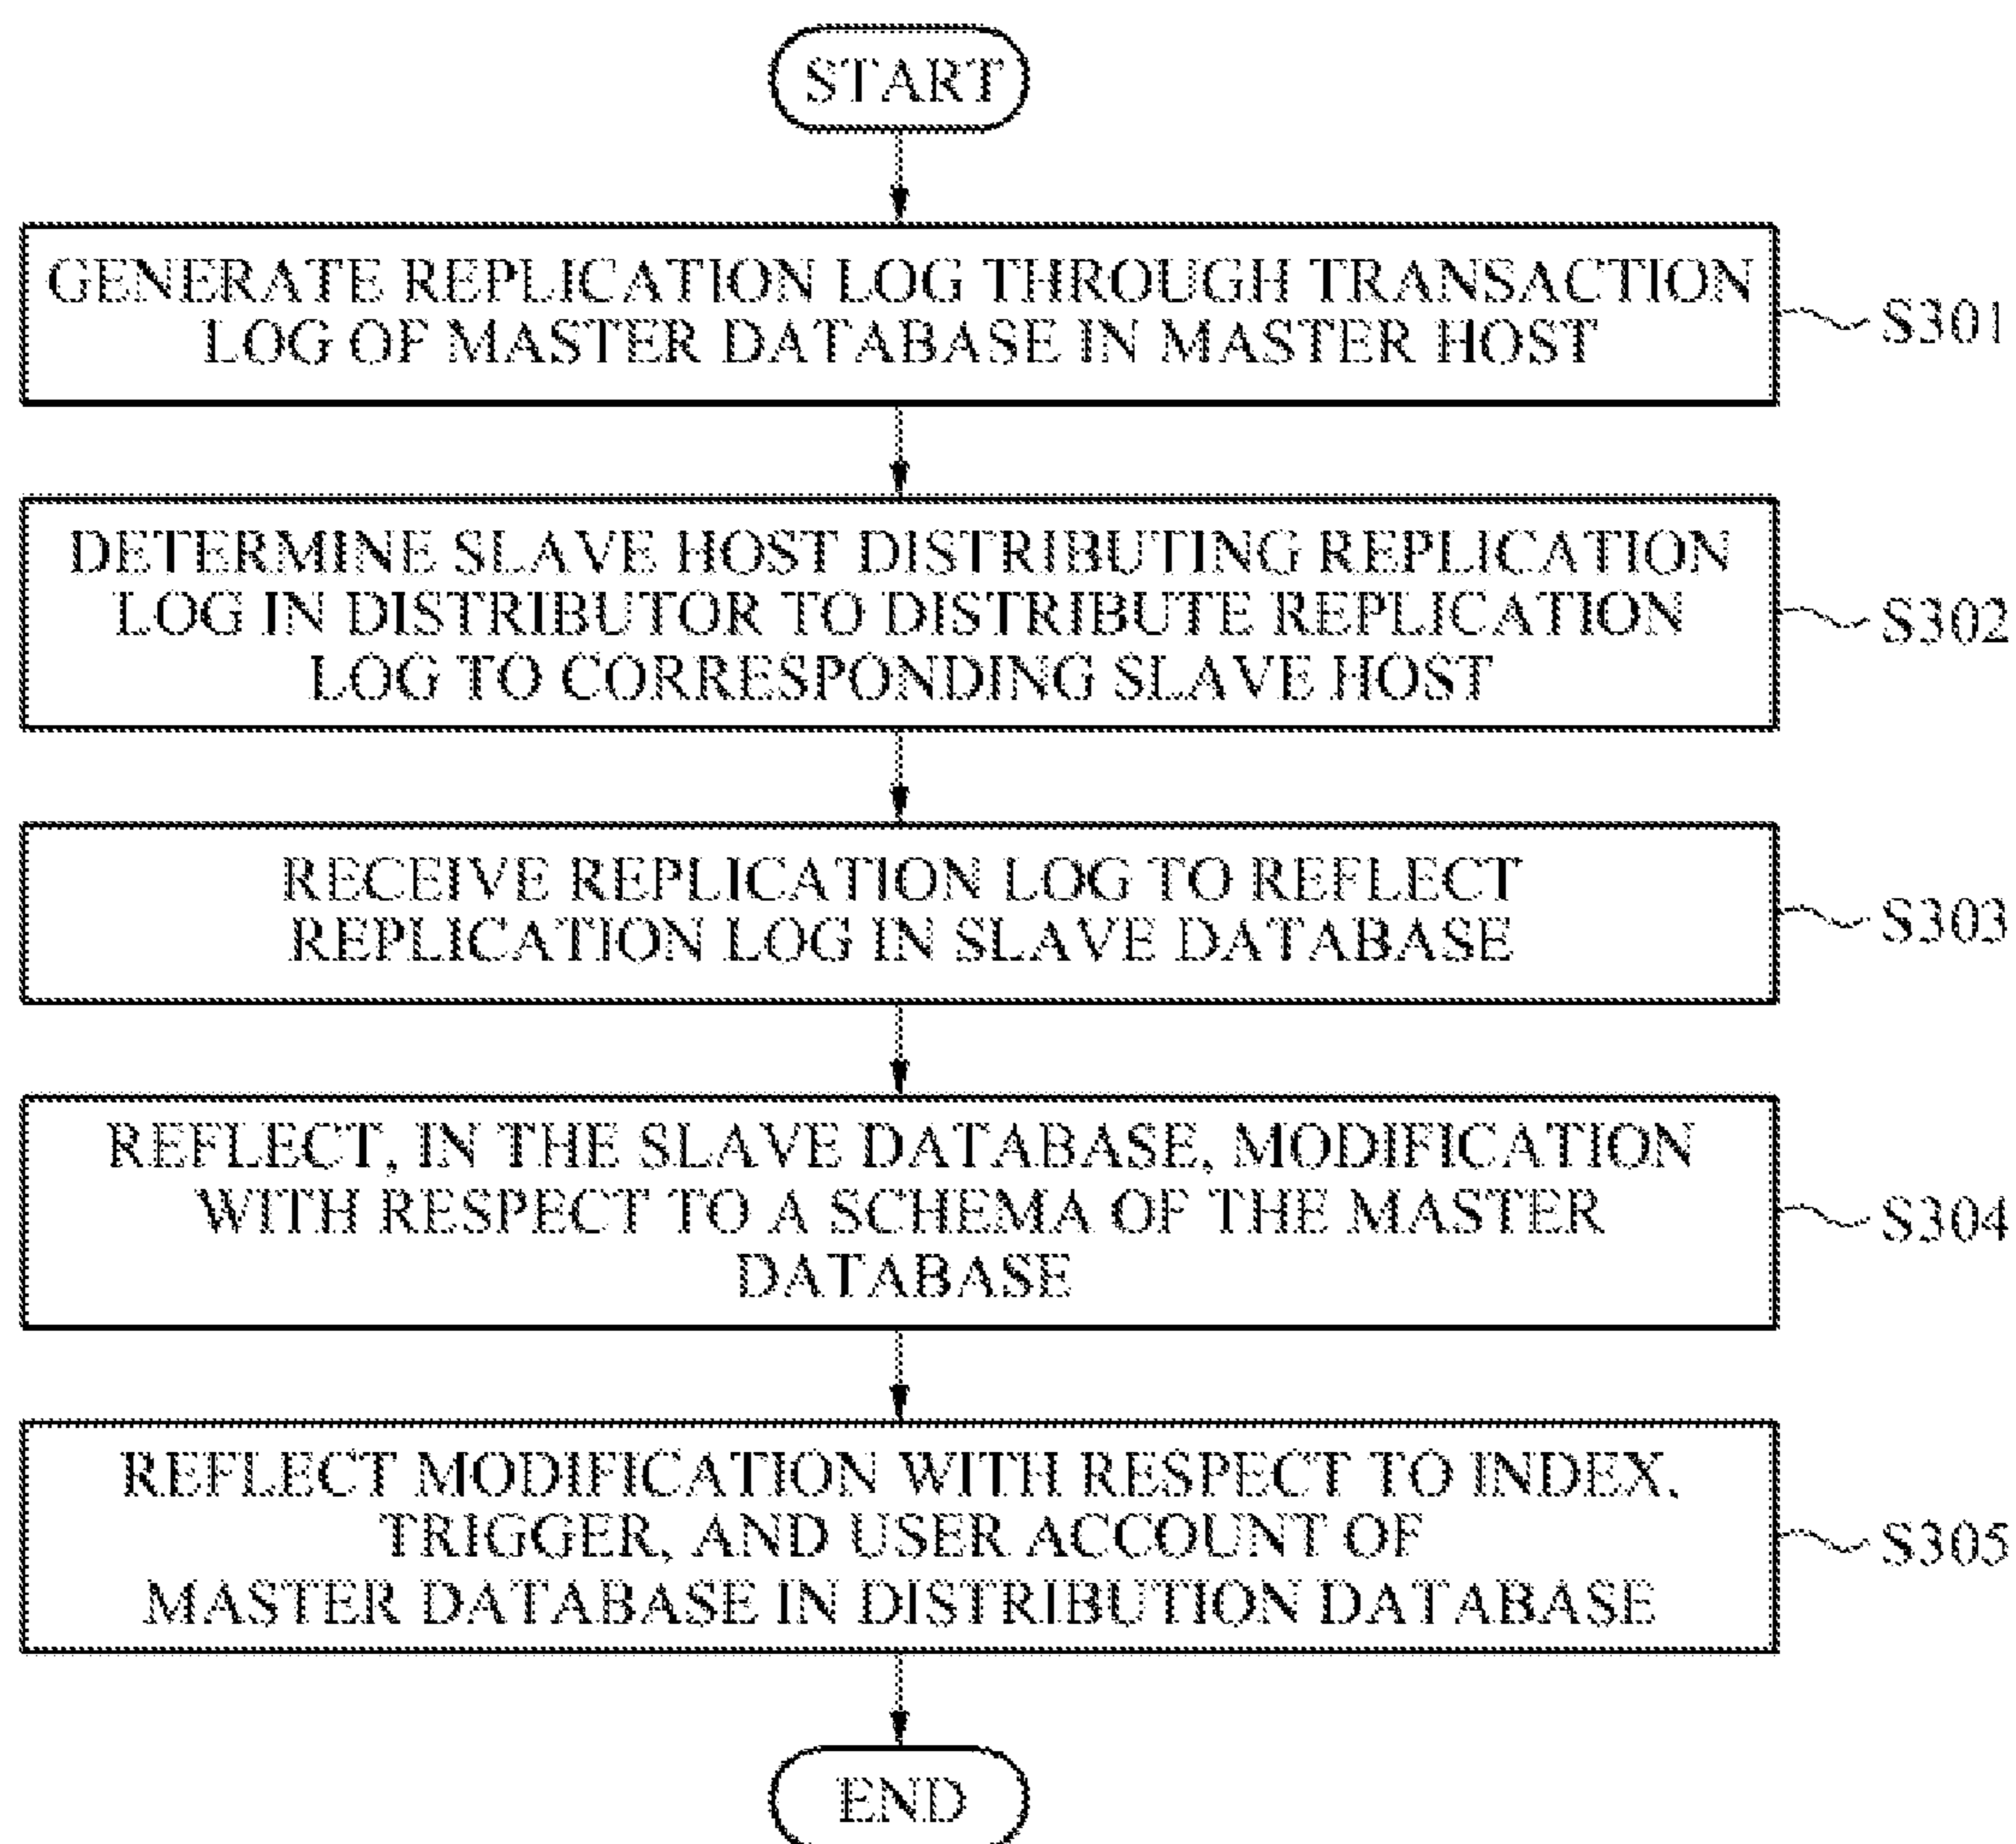 START
GENERATE REPLICATION LOG THROUGH TRANSACTION
LOG OF MASTER DATABASE IN MASTER HOST
S301
DETERMINE SLAVE HOST DISTRIBUTING REPLICATION
LOG IN DISTRIBUTOR TO DISTRIBUTE REPLICATION
LOG TO CORRESPONDING SLAVE HOST
S302
RECEIVE REPLICATION LOG TO REFLECT
REPLICATION LOG IN SLAVE DATABASE
S303
REFLECT, IN THE SLAVE DATABASE, MODIFICATION
WITH RESPECT TO A SCHEMA OF THE MASTER
DATABASE
S304
REFLECT MODIFICATION WITH RESPECT TO INDEX,
TRIGGER, AND USER ACCOUNT OF
MASTER DATABASE IN DISTRIBUTION DATABASE
S305
END